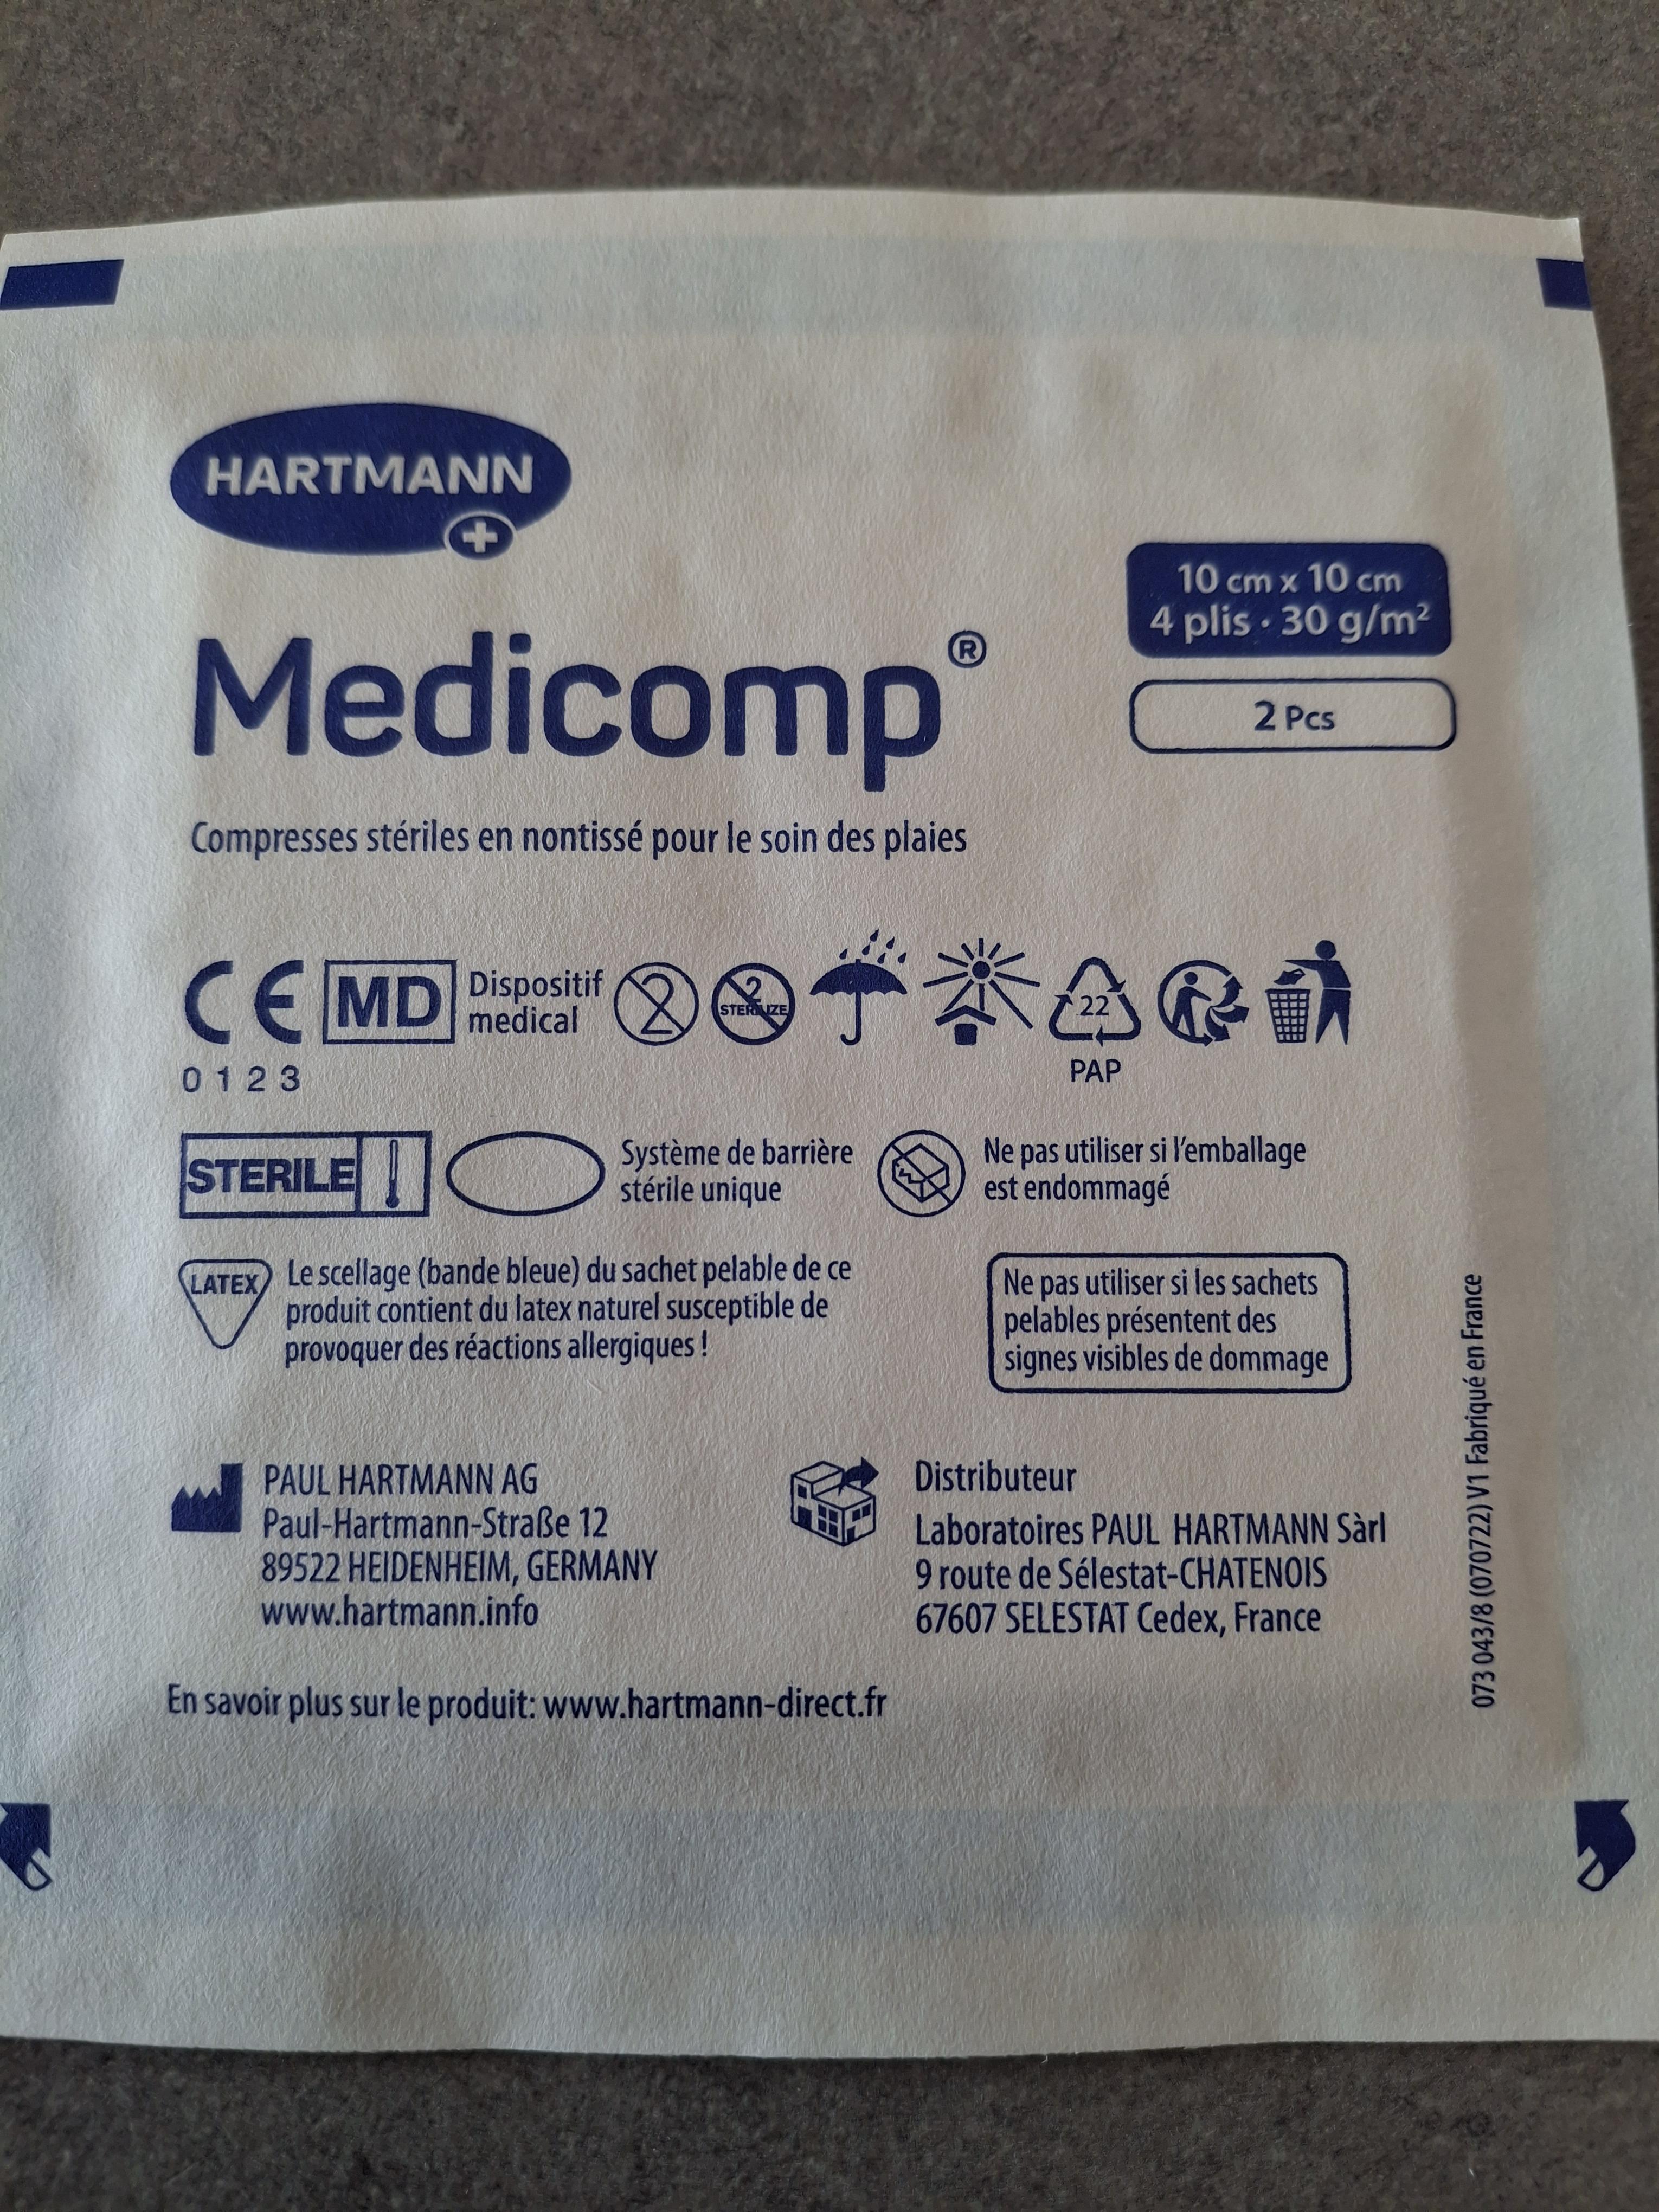 HARTMANN
10 cm x 10 cm
4 plis · 30 g/m²
2 Pcs
Medicomp®
Compresses stériles en nontissé pour le soin des plaies
CE
0123
MD
Dispositif
medical
2
2
STERILIZE
22
PAP
STERILE
Système de barrière
stérile unique
Ne pas utiliser si l'emballage
est endommagé
LATEX
Le scellage (bande bleue) du sachet pelable de ce
produit contient du latex naturel susceptible de
provoquer des réactions allergiques !
Ne pas utiliser si les sachets
pelables présentent des
signes visibles de dommage
PAUL HARTMANN AG
Paul-Hartmann-Straße 12
89522 HEIDENHEIM, GERMANY
www.hartmann.info
Distributeur
Laboratoires PAUL HARTMANN Sàrl
9 route de Sélestat-CHATENOIS
67607 SELESTAT Cedex, France
En savoir plus sur le produit: www.hartmann-direct.fr
073 043/8 (070722) V1 Fabriqué en France